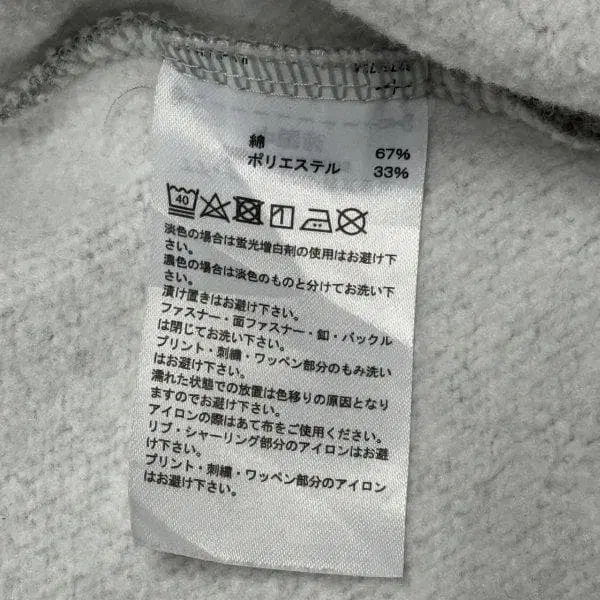 綿 67%
ポリエステル 33%
40
淡色の場合は蛍光増白剤の使用はお避け下
さい。
濃色の場合は淡色のものと分けてお洗い下
さい。
漬け置きはお避け下さい。
ファスナー・面ファスナー・釦・バックル
は閉じてお洗い下さい。
プリント・刺繍・ワッペン部分のもみ洗い
はお避け下さい。
濡れた状態での放置は色移りの原因となり
ますのでお避け下さい。
アイロンの際はあて布をご使用ください。
リブ・シャーリング部分のアイロンはお避
け下さい。
プリント・刺繍・ワッペン部分のアイロン
はお避け下さい。